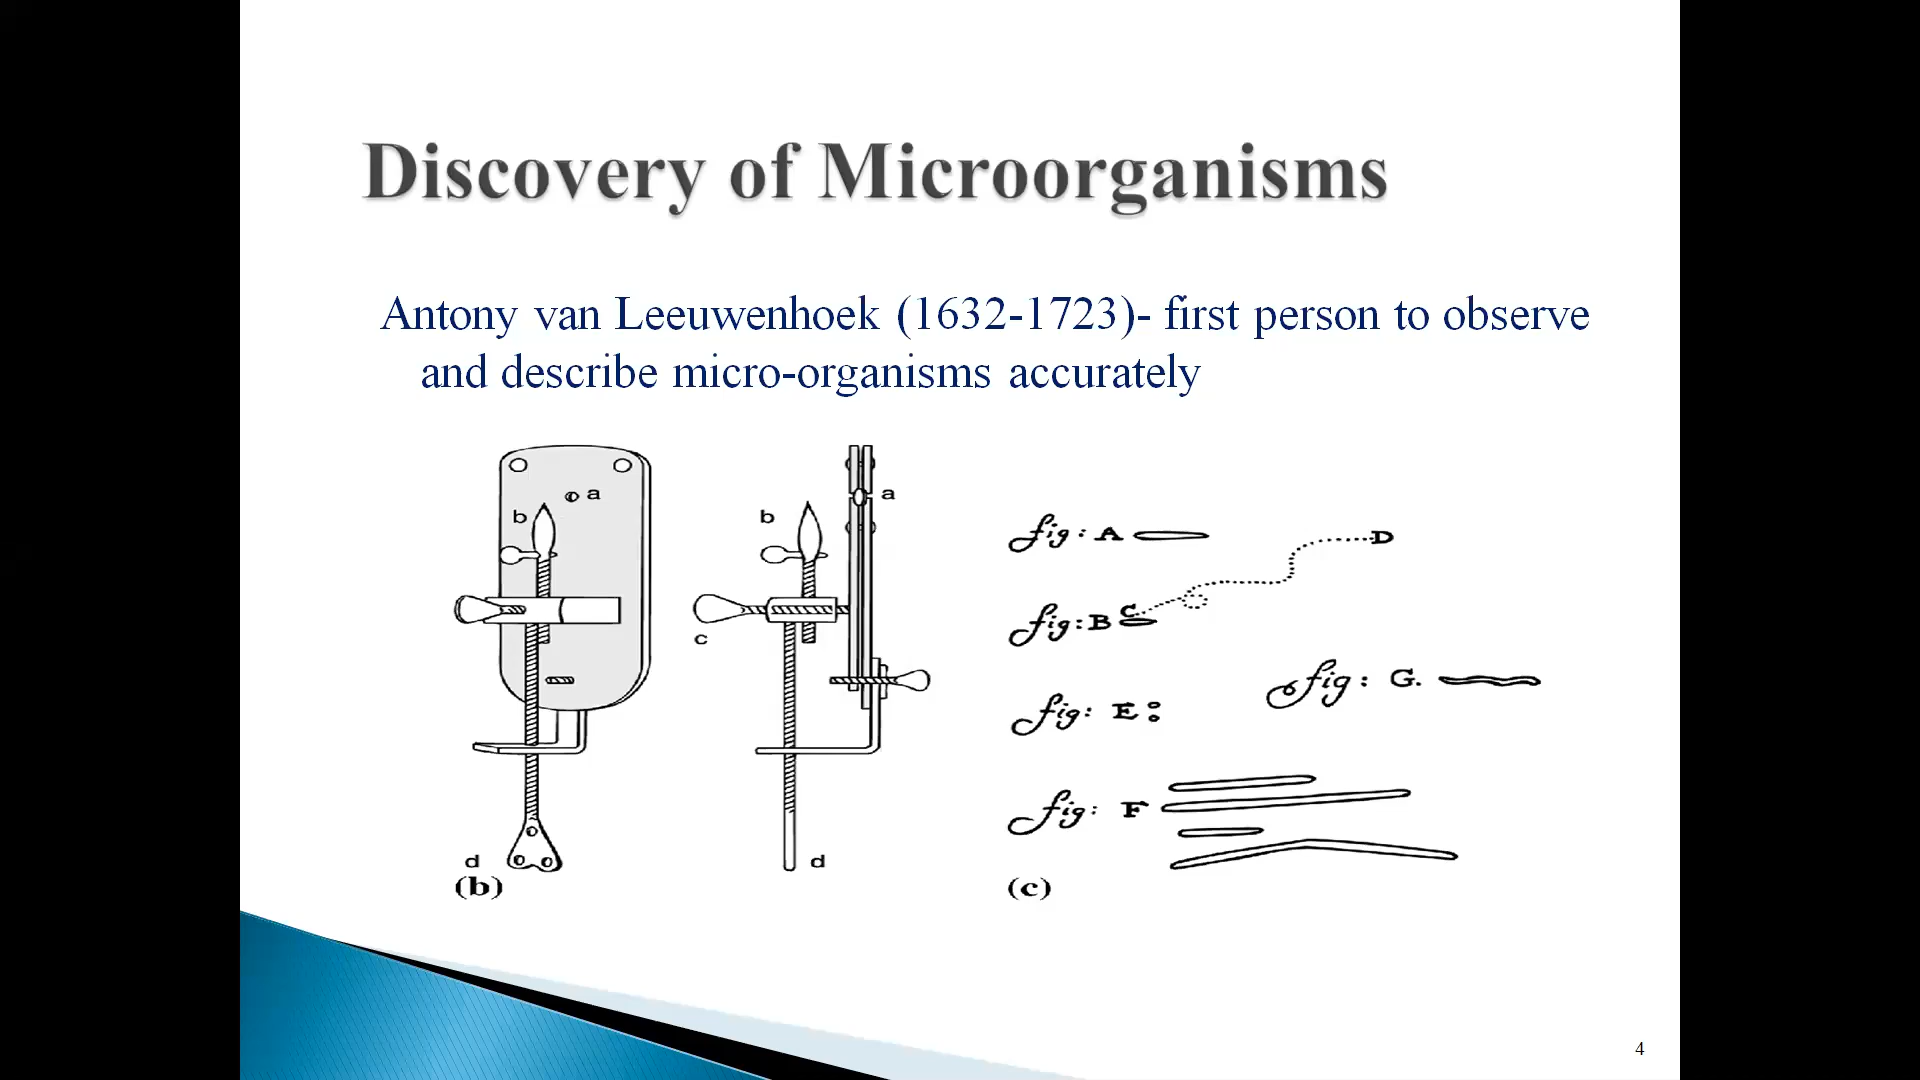 Discovery of Microorganisms
Antony van Leeuwenhoek (1632-1723)- first person to observe
and describe micro-organisms accurately
a
b
d
(b)
b
a
c
d
fig: A
D
fig: B C
fig: G.
fig: E
fig: F
(c)
4